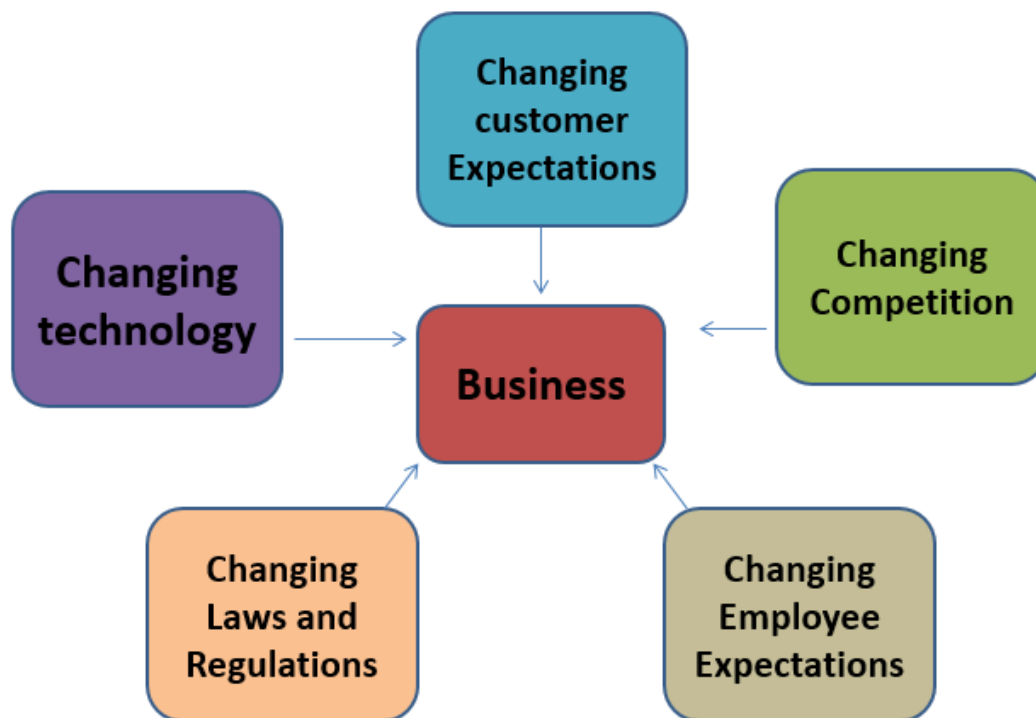 Changing
customer
Expectations
Changing
technology
Changing
Competition
Business
Changing
Laws and
Regulations
Changing
Employee
Expectations